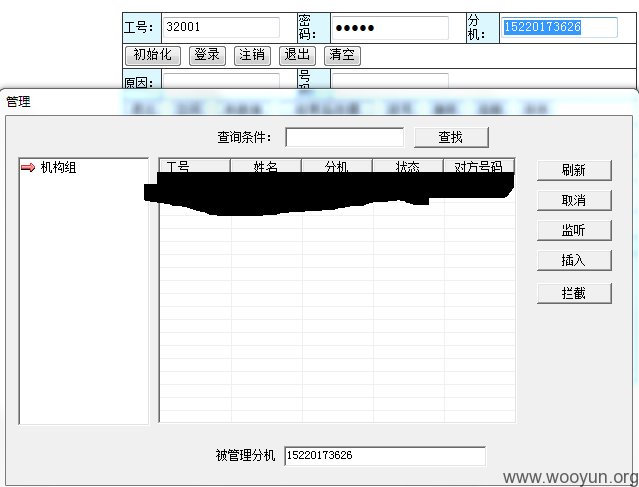 工号： 32001 密码： ●●●●● 分机： 15220173626
初始化 登录 注销 退出 清空
原因： 号码
管理
查询条件： 查找
机构组
工号 姓名 分机 状态 对方号码
刷新
取消
监听
插入
拦截
被管理分机 15220173626
www.wooyun.org